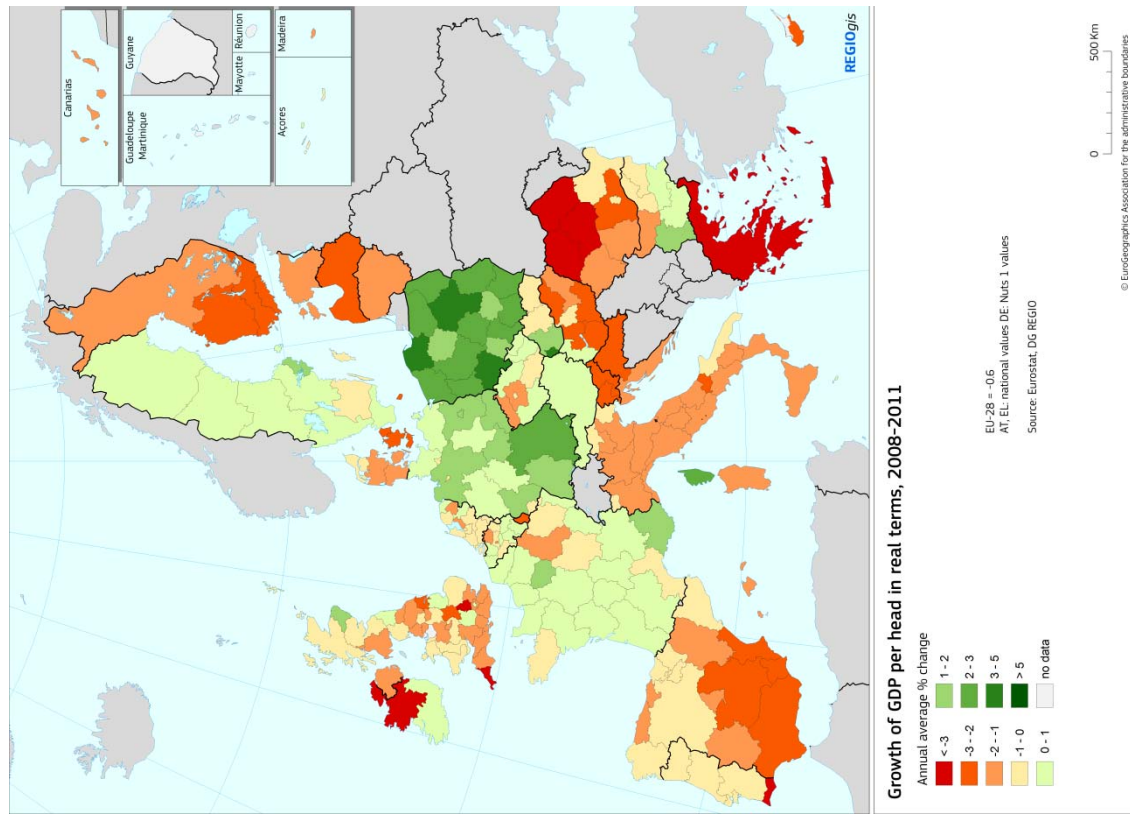 Canarias
Guadeloupe
Martinique
Guyane
Mayotte
Réunion
Açores
Madeira
REGIOgis
Growth of GDP per head in real terms, 2008-2011
Annual average % change
< -3
-3 - -2
-2 - -1
-1 - 0
0 - 1
1 - 2
2 - 3
3 - 5
> 5
no data
EU-28 = -0.6
AT, EL: national values DE: Nuts 1 values
Source: Eurostat, DG REGIO
0 500 Km
© EuroGeographics Association for the administrative boundaries